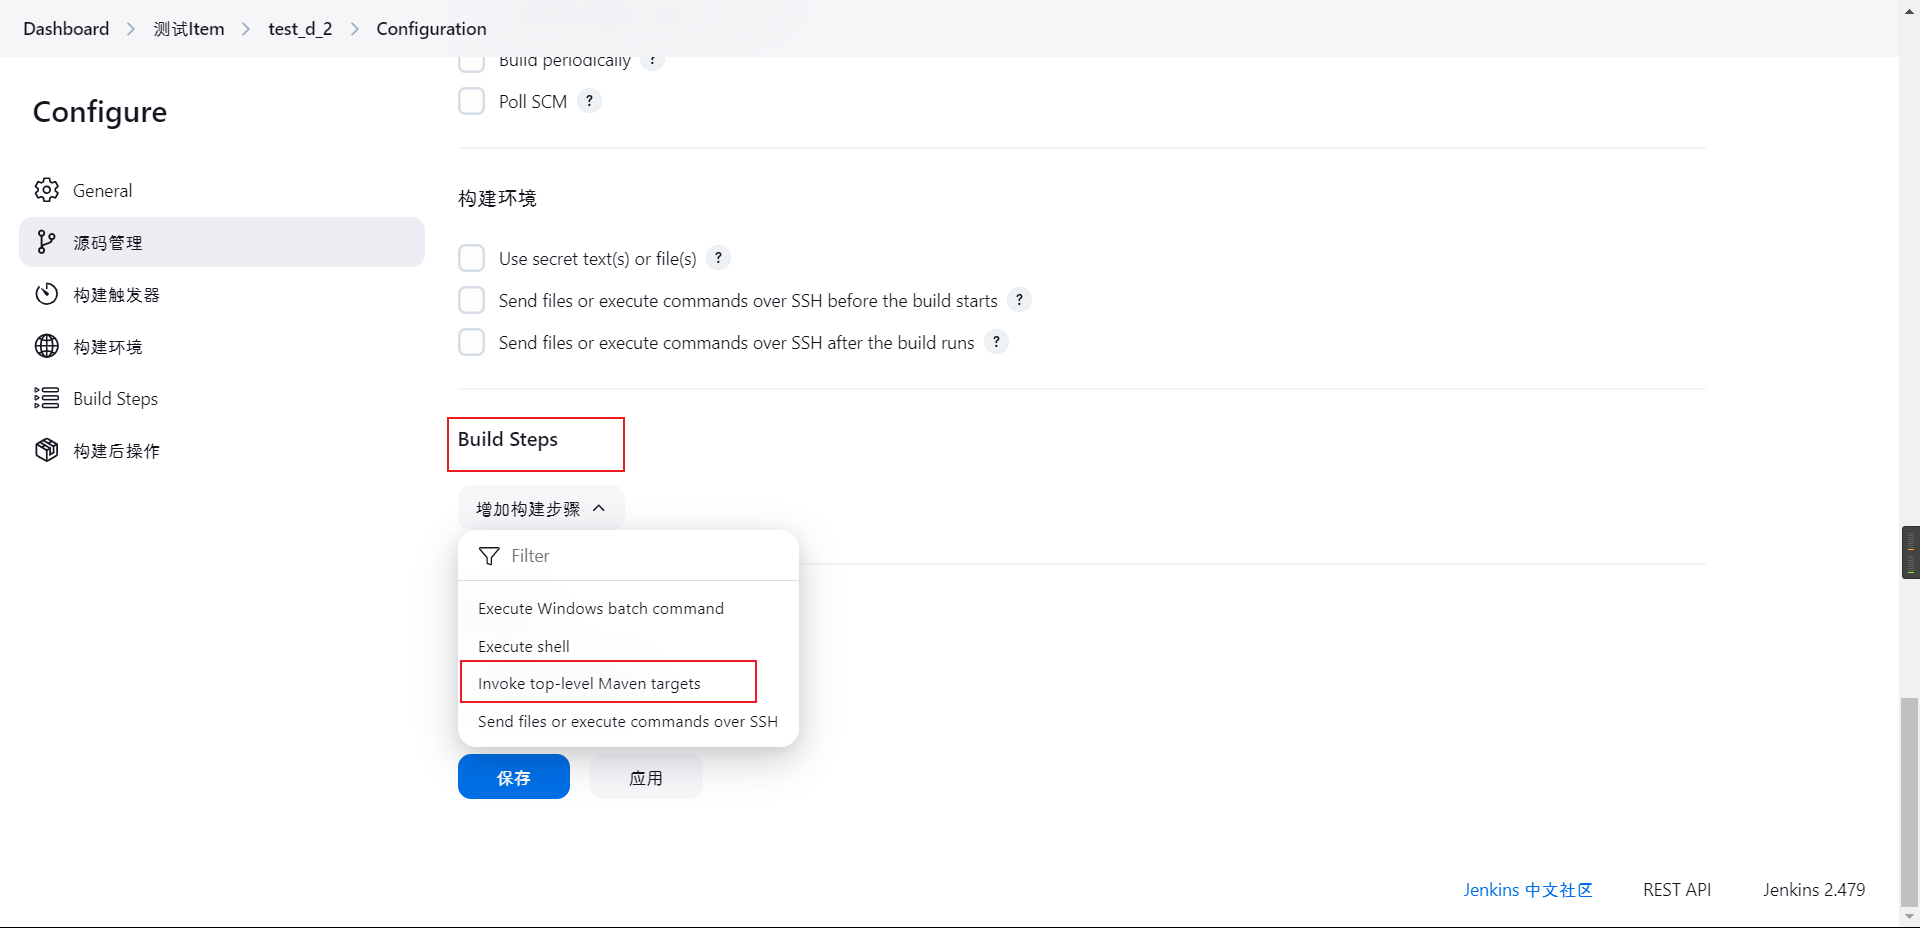 Dashboard > 测试Item > test_d_2 > Configuration
Configure
General
源码管理
构建触发器
构建环境
Build Steps
构建后操作
Build periodically ?
Poll SCM ?
构建环境
Use secret text(s) or file(s) ?
Send files or execute commands over SSH before the build starts ?
Send files or execute commands over SSH after the build runs ?
Build Steps
增加构建步骤
Filter
Execute Windows batch command
Execute shell
Invoke top-level Maven targets
Send files or execute commands over SSH
保存 应用
Jenkins 中文社区 REST API Jenkins 2.479